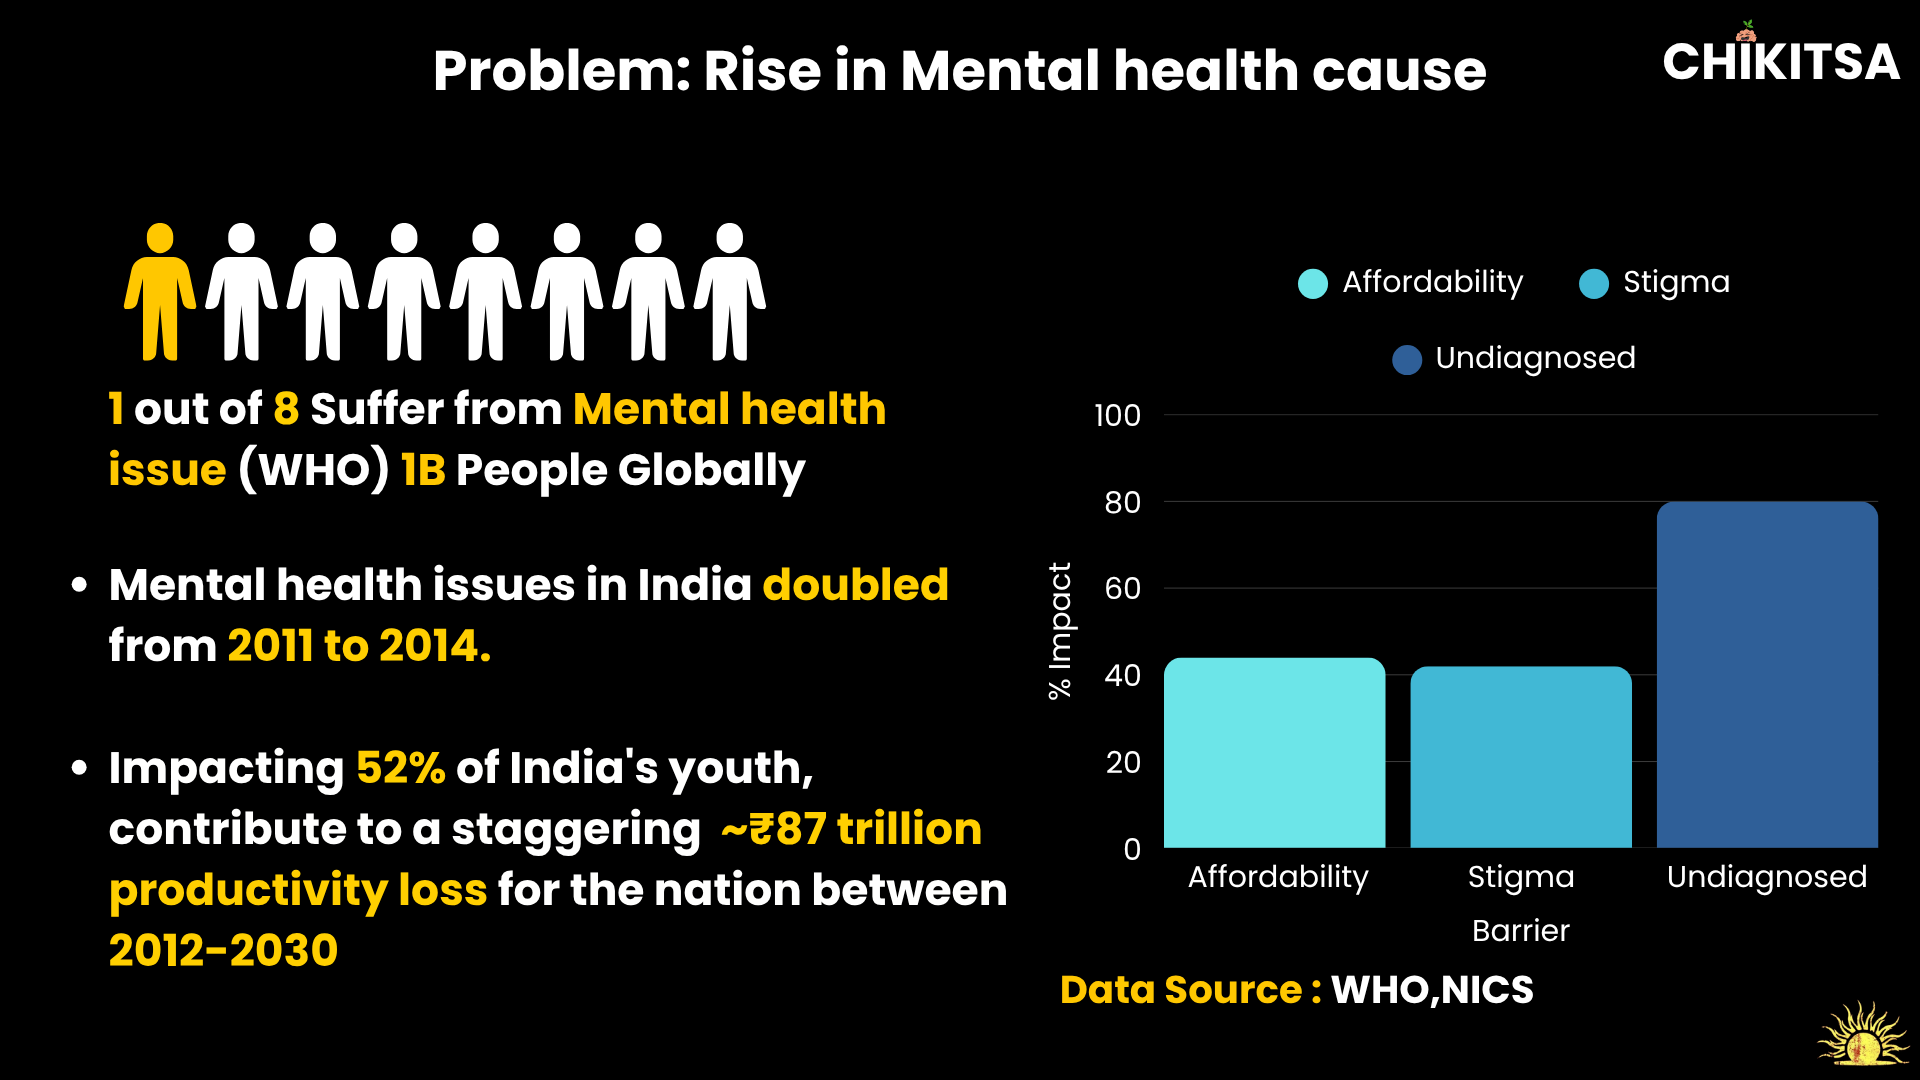 Problem: Rise in Mental health cause
CHIKITSA
1 out of 8 Suffer from Mental health
issue (WHO) 1B People Globally
• Mental health issues in India doubled
from 2011 to 2014.
• Impacting 52% of India's youth,
contribute to a staggering ~₹87 trillion
productivity loss for the nation between
2012-2030
Affordability
Stigma
Undiagnosed
% Impact
100
80
60
40
20
0
Affordability
Stigma
Undiagnosed
Barrier
Data Source : WHO,NICS